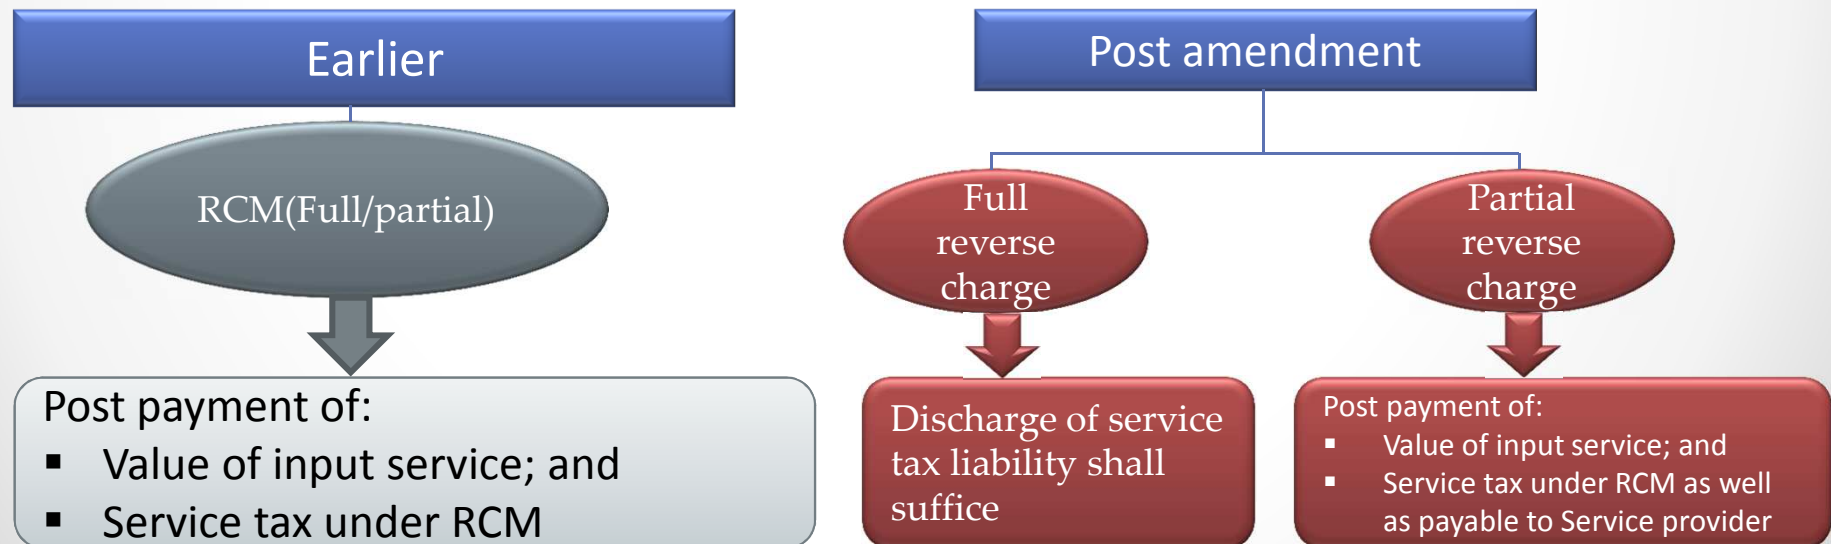 Earlier
RCM(Full/partial)
Post payment of:
▪ Value of input service; and
▪ Service tax under RCM
Post amendment
Full
reverse
charge
Discharge of service
tax liability shall
suffice
Partial
reverse
charge
Post payment of:
▪ Value of input service; and
▪ Service tax under RCM as well
as payable to Service provider